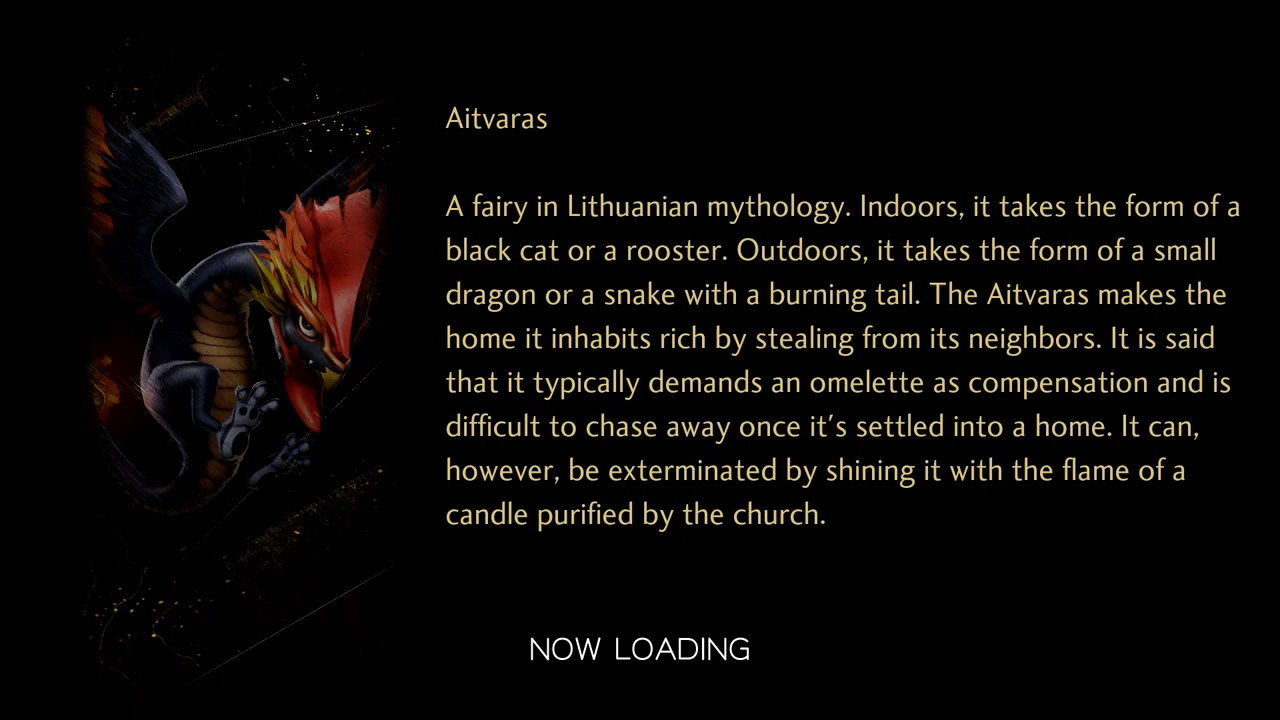 Aitvaras
A fairy in Lithuanian mythology. Indoors, it takes the form of a
black cat or a rooster. Outdoors, it takes the form of a small
dragon or a snake with a burning tail. The Aitvaras makes the
home it inhabits rich by stealing from its neighbors. It is said
that it typically demands an omelette as compensation and is
difficult to chase away once it's settled into a home. It can,
however, be exterminated by shining it with the flame of a
candle purified by the church.
NOW LOADING